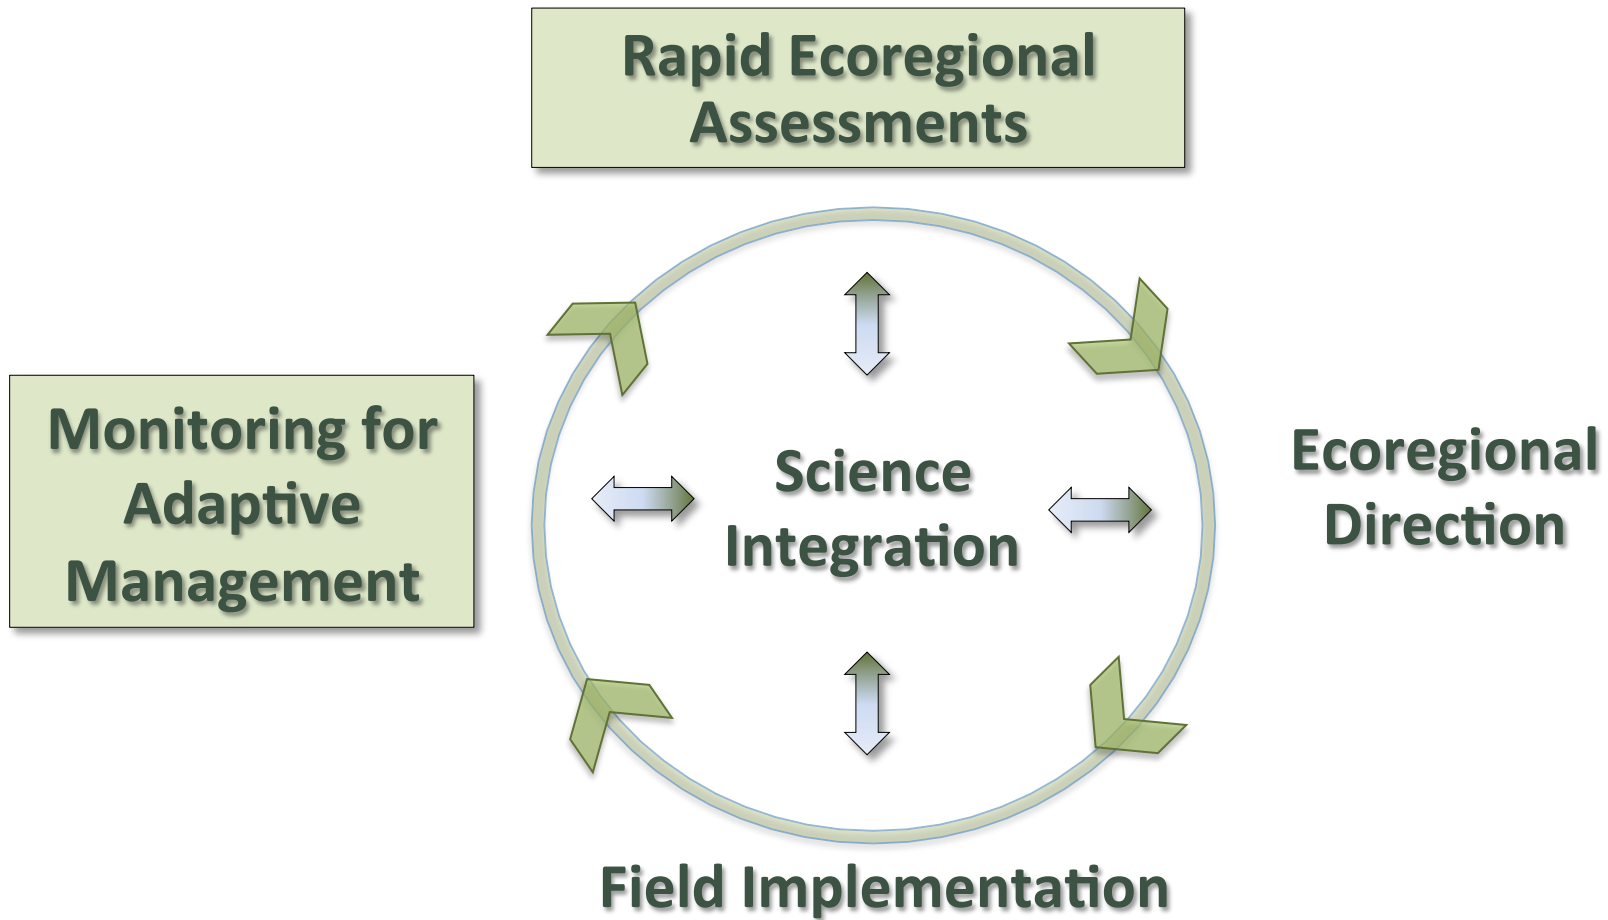 Rapid Ecoregional
Assessments
Monitoring for
Adaptive
Management
Science
Integration
Ecoregional
Direction
Field Implementation